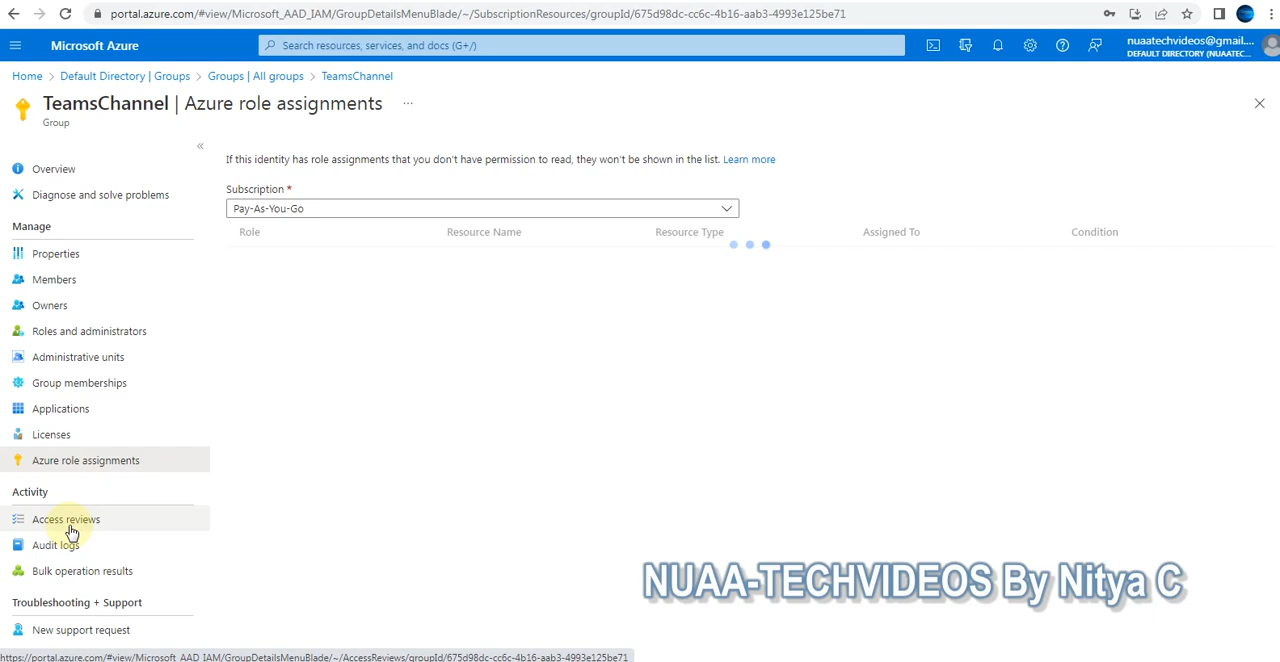 portal.azure.com/#view/Microsoft_AAD_IAM/GroupDetailsMenuBlade/~/SubscriptionResources/groupId/675d98dc-cc6c-4b16-aab3-4993e125be71
Microsoft Azure
Search resources, services, and docs (G+/)
nuaatechvideos@gmail....
DEFAULT DIRECTORY (NUAATEC...
Home > Default Directory | Groups > Groups | All groups > TeamsChannel
TeamsChannel | Azure role assignments ...
Group
«
If this identity has role assignments that you don't have permission to read, they won't be shown in the list. Learn more
Overview
Subscription *
Diagnose and solve problems
Pay-As-You-Go
Manage
Role Resource Name Resource Type Assigned To Condition
Properties
Members
Owners
Roles and administrators
Administrative units
Group memberships
Applications
Licenses
Azure role assignments
Activity
Access reviews
Audit logs
Bulk operation results
NUAA-TECHVIDEOS By Nitya C
Troubleshooting + Support
New support request
https://portal.azure.com/#view/Microsoft_AAD_IAM/GroupDetailsMenuBlade/~/AccessReviews/groupId/675d98dc-cc6c-4b16-aab3-4993e125be71